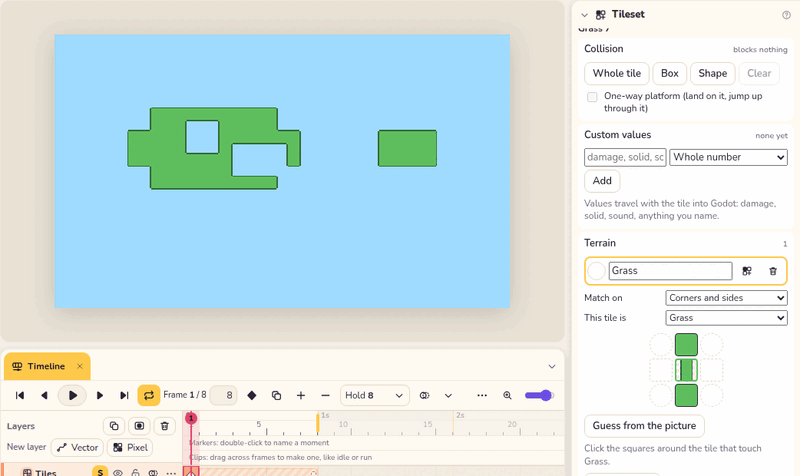 Tileset
Grass 7
Collision
blocks nothing
Whole tile
Box
Shape
Clear
One-way platform (land on it, jump up
through it)
Custom values
none yet
damage, solid, sc
Whole number
Add
Values travel with the tile into Godot: damage,
solid, sound, anything you name.
Terrain
1
Grass
Match on
Corners and sides
This tile is
Grass
Guess from the picture
Click the squares around the tile that touch
Grass.
Timeline
Frame 1 / 8
8
Hold 8
Layers
New layer
Vector
Pixel
1
5
1s
10
15
2s
20
Markers: double-click to name a moment
Clips: drag across frames to make one, like idle or run
Tiles
S